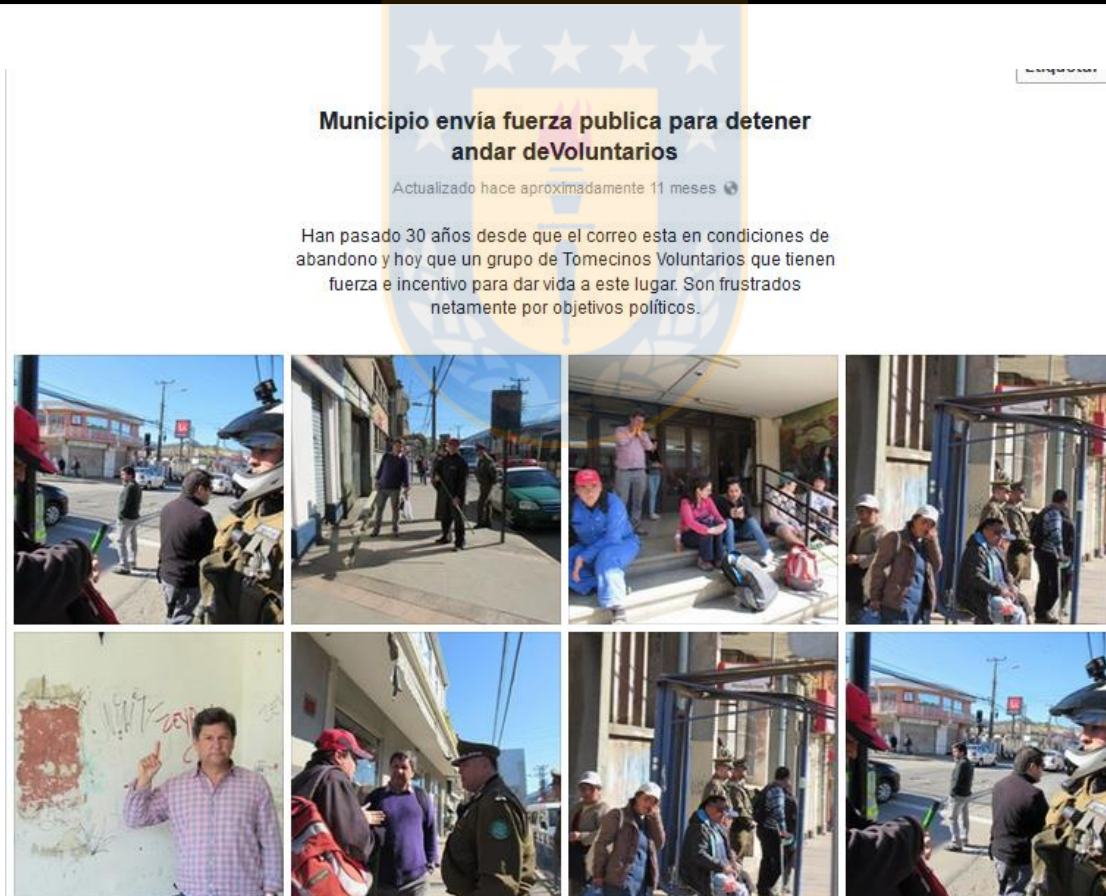 Municipio envía fuerza publica para detener
andar deVoluntarios
Actualizado hace aproximadamente 11 meses
Han pasado 30 años desde que el correo esta en condiciones de
abandono y hoy que un grupo de Tomecinos Voluntarios que tienen
fuerza e incentivo para dar vida a este lugar. Son frustrados
netamente por objetivos políticos.